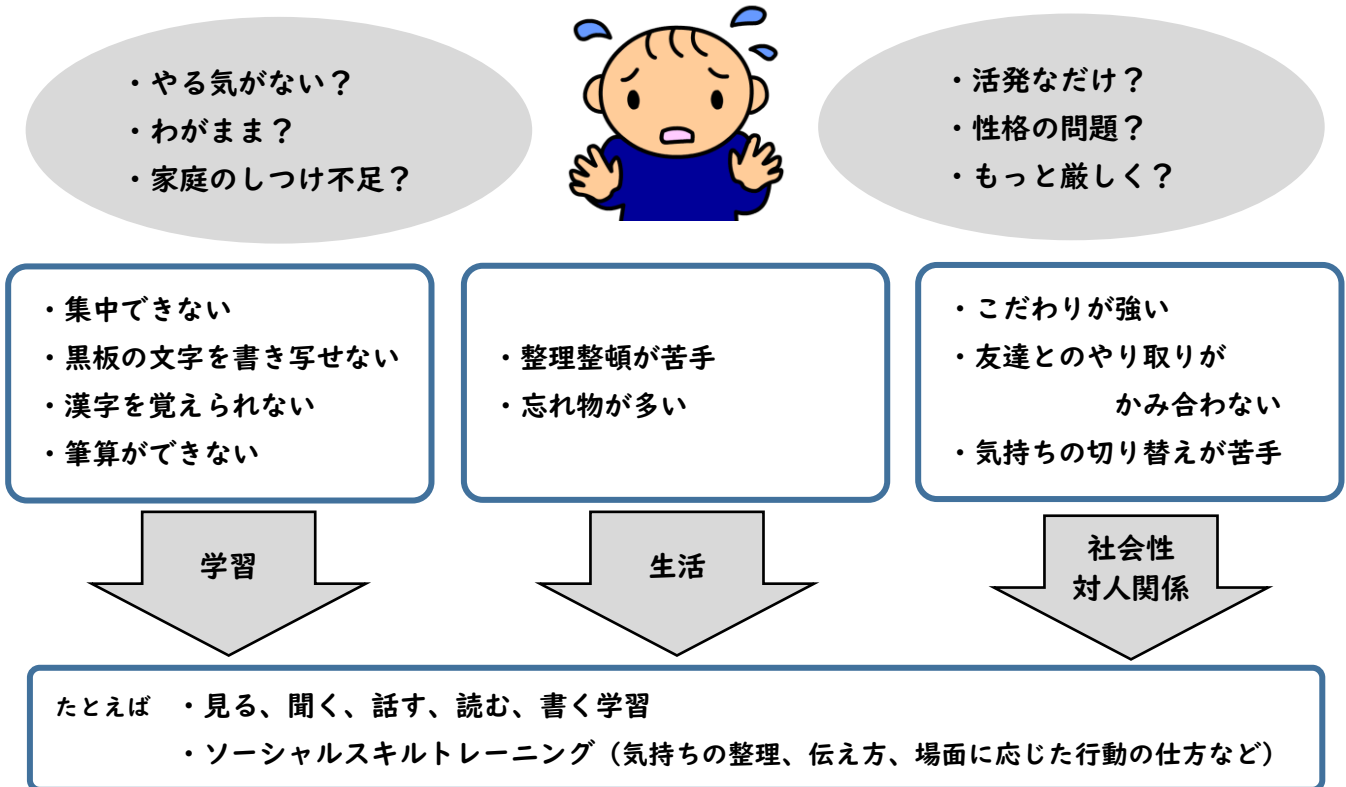 ・やる気がない？
・わがまま？
・家庭のしつけ不足？
・活発なだけ？
・性格の問題？
・もっと厳しく？
・集中できない
・黒板の文字を書き写せない
・漢字を覚えられない
・筆算ができない
・整理整頓が苦手
・忘れ物が多い
・こだわりが強い
・友達とのやり取りが
かみ合わない
・気持ちの切り替えが苦手
学習
生活
社会性
対人関係
たとえば ・見る、聞く、話す、読む、書く学習
・ソーシャルスキルトレーニング（気持ちの整理、伝え方、場面に応じた行動の仕方など）